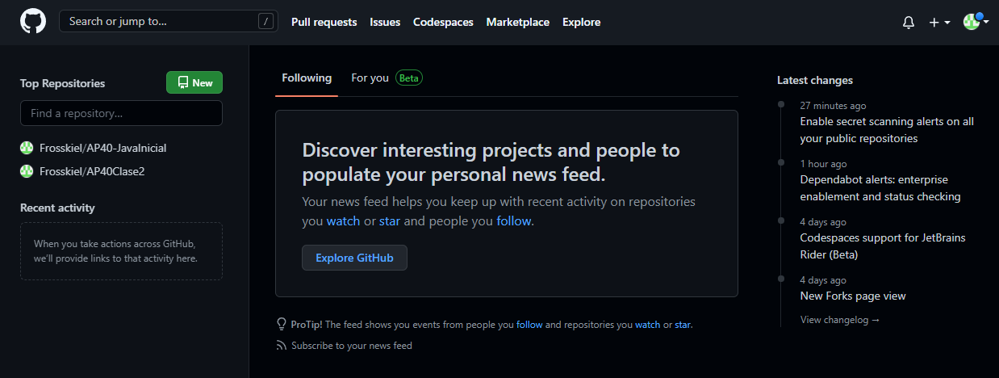 Search or jump to...
/
Pull requests
Issues
Codespaces
Marketplace
Explore
Top Repositories
New
Find a repository...
Frosskiel/AP40-JavaInicial
Frosskiel/AP40Clase2
Recent activity
When you take actions across GitHub,
we'll provide links to that activity here.
Following
For you
Beta
Discover interesting projects and people to
populate your personal news feed.
Your news feed helps you keep up with recent activity on repositories
you watch or star and people you follow.
Explore GitHub
ProTip! The feed shows you events from people you follow and repositories you watch or star.
Subscribe to your news feed
Latest changes
27 minutes ago
Enable secret scanning alerts on all
your public repositories
1 hour ago
Dependabot alerts: enterprise
enablement and status checking
4 days ago
Codespaces support for JetBrains
Rider (Beta)
4 days ago
New Forks page view
View changelog →